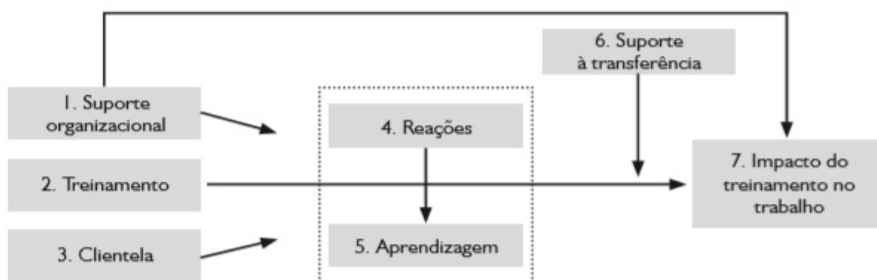 6. Suporte
à transferência
1. Suporte
organizacional
4. Reações
2. Treinamento
7. Impacto do
treinamento no
trabalho
3. Clientela
5. Aprendizagem